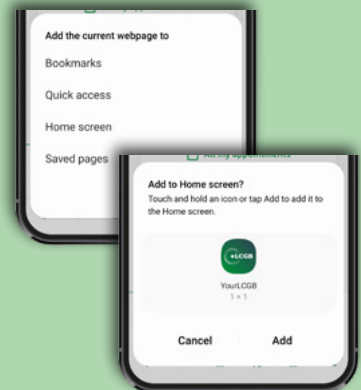 Add the current webpage to
Bookmarks
Quick access
Home screen
Saved pages
All my appointments
Add to Home screen?
Touch and hold an icon or tap Add to add it to
the Home screen.
LCGB
YourLCGB
1 × 1
Cancel
Add